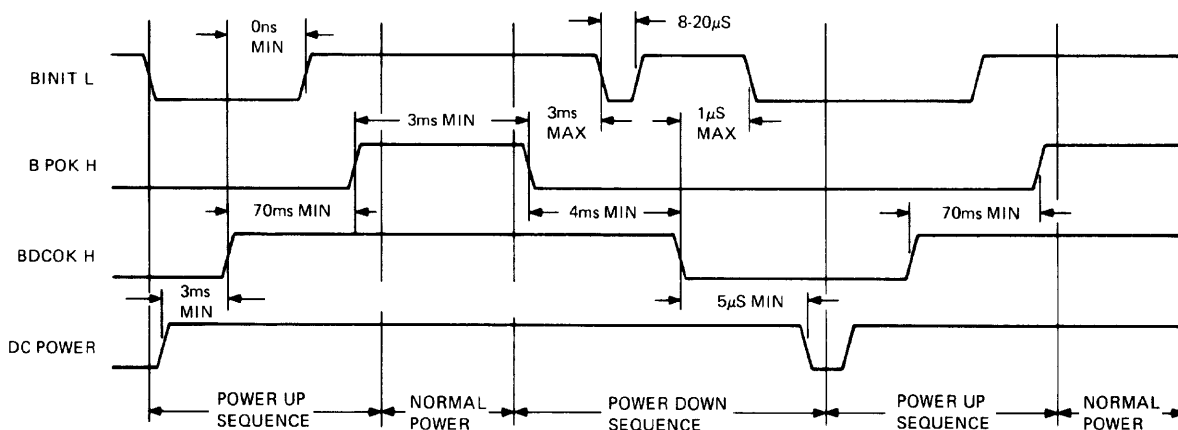 0ns
MIN
8-20µS
BINIT L
3ms MIN
3ms
MAX
1µS
MAX
B POK H
70ms MIN
4ms MIN
70ms MIN
BDCOK H
3ms
MIN
5µS MIN
DC POWER
POWER UP
SEQUENCE
NORMAL
POWER
POWER DOWN
SEQUENCE
POWER UP
SEQUENCE
NORMAL
POWER